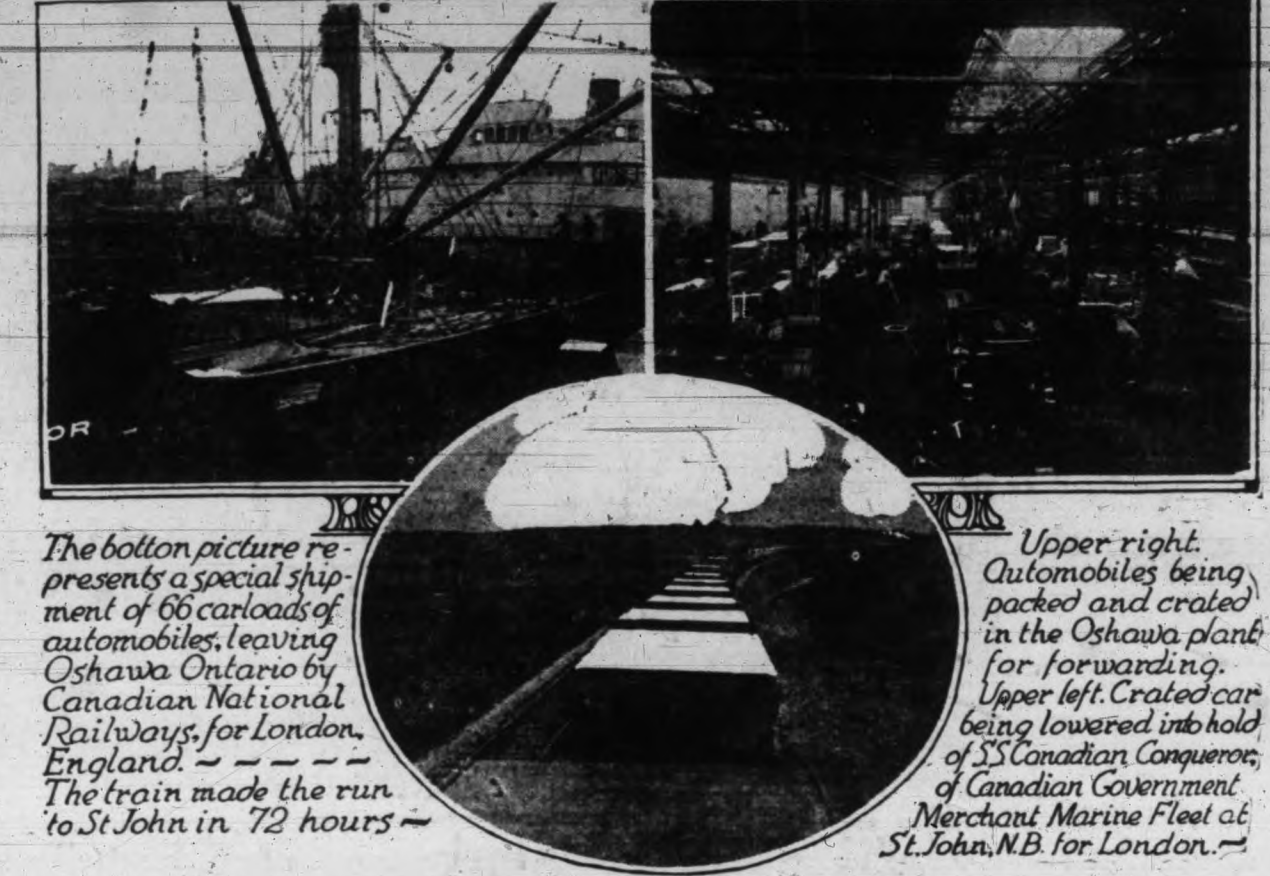 OR
The botton picture re-
presents a special ship-
ment of 66 carloads of
automobiles, leaving
Oshawa Ontario by
Canadian National
Railways, for London,
England. ~ ~ ~ ~ ~
The train made the run
to St John in 72 hours ~
Upper right.
Automobiles being
packed and crated
in the Oshawa plant
for forwarding.
Upper left. Crated car
being lowered into hold
of SS Canadian Conqueror,
of Canadian Government
Merchant Marine Fleet at
St. John, N.B. for London. ~